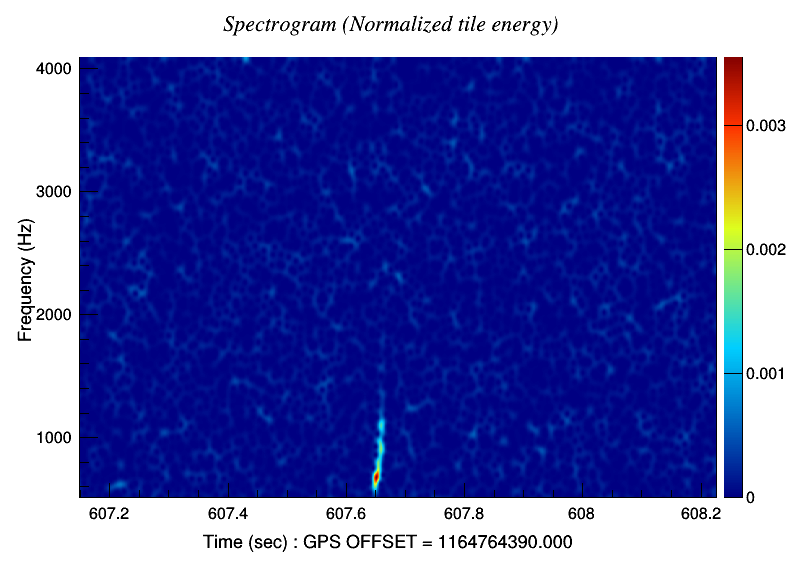 Spectrogram (Normalized tile energy)
4000
3000
2000
1000
Frequency (Hz)
0.003
0.002
0.001
0
607.2 607.4 607.6 607.8 608 608.2
Time (sec) : GPS OFFSET = 1164764390.000